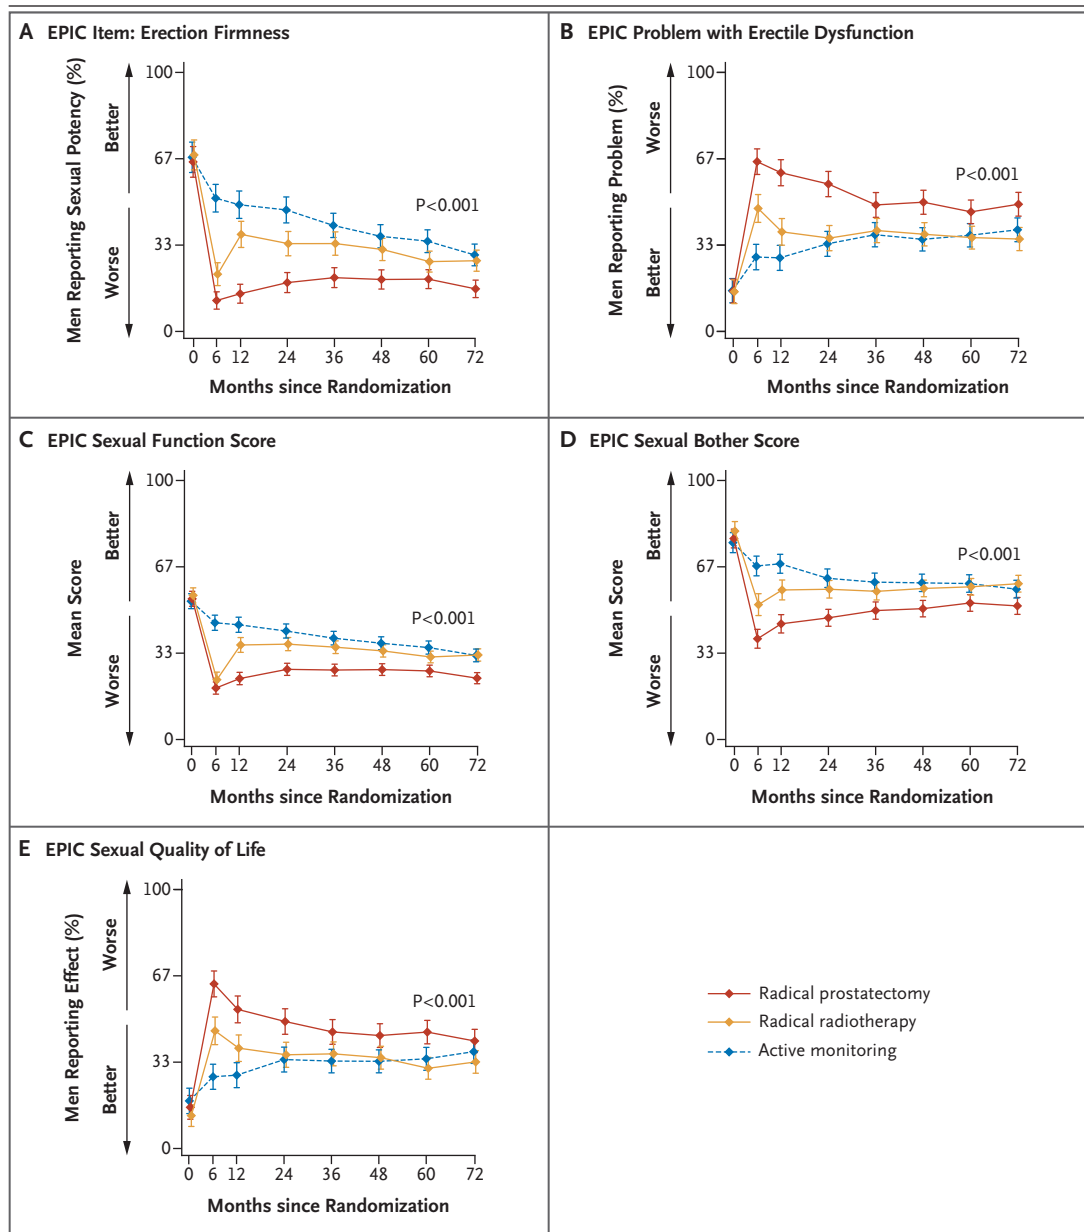 A EPIC Item: Erection Firmness
Men Reporting Sexual Potency (%)
Better
Worse
100
67
33
0
P<0.001
0 6 12 24 36 48 60 72
Months since Randomization
B EPIC Problem with Erectile Dysfunction
Men Reporting Problem (%)
Worse
Better
100
67
33
0
P<0.001
0 6 12 24 36 48 60 72
Months since Randomization
C EPIC Sexual Function Score
Mean Score
Better
Worse
100
67
33
0
P<0.001
0 6 12 24 36 48 60 72
Months since Randomization
D EPIC Sexual Bother Score
Mean Score
Better
Worse
100
67
33
0
P<0.001
0 6 12 24 36 48 60 72
Months since Randomization
E EPIC Sexual Quality of Life
Men Reporting Effect (%)
Worse
Better
100
67
33
0
P<0.001
0 6 12 24 36 48 60 72
Months since Randomization
Radical prostatectomy
Radical radiotherapy
Active monitoring